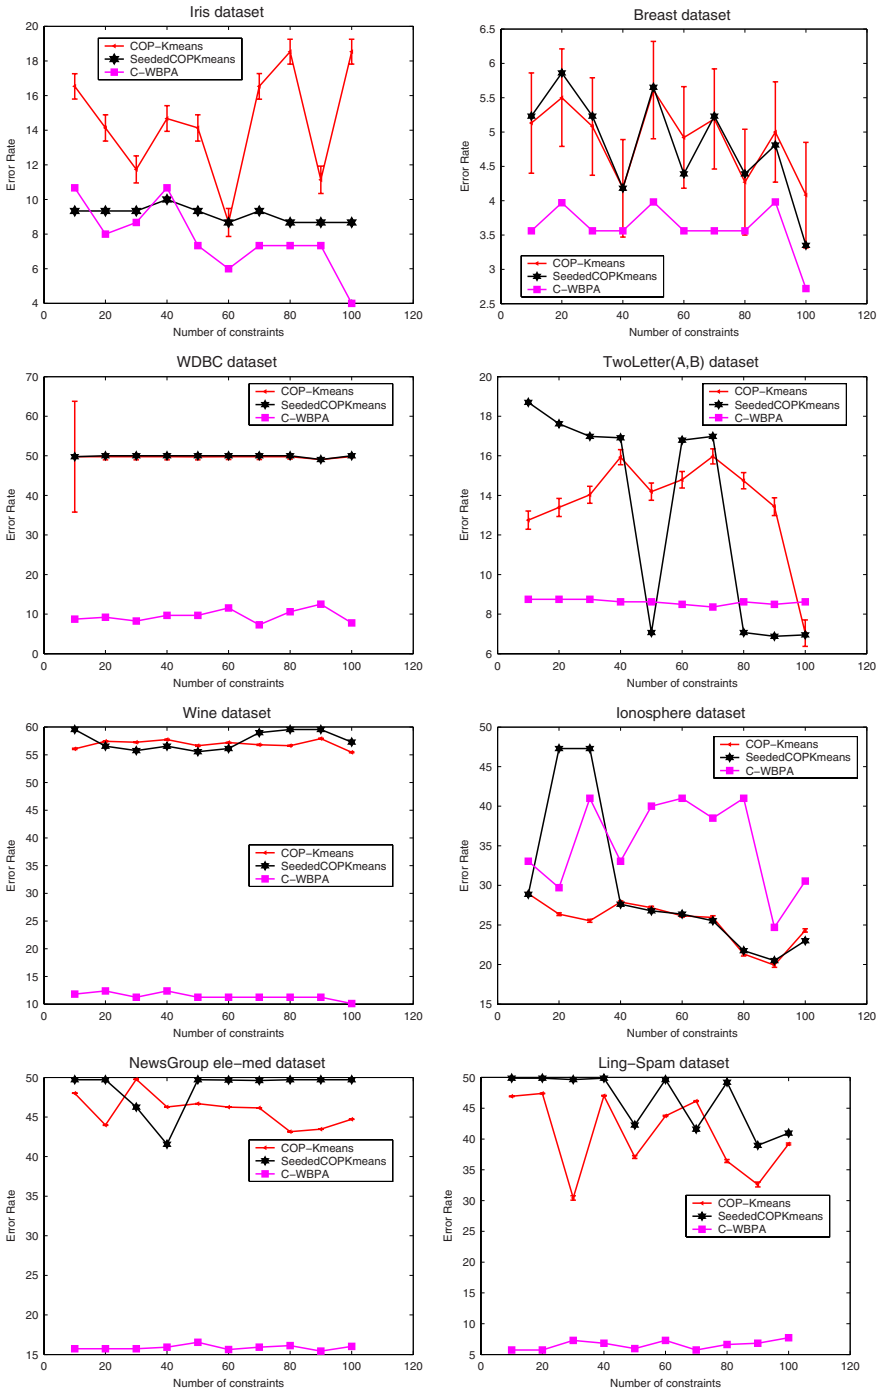 Iris dataset
20
18
16
14
12
10
8
6
4
0 20 40 60 80 100 120
Error Rate
Number of constraints
COP−Kmeans
SeededCOPKmeans
C−WBPA
Breast dataset
6.5
6
5.5
5
4.5
4
3.5
3
2.5
0 20 40 60 80 100 120
Error Rate
Number of constraints
COP−Kmeans
SeededCOPKmeans
C−WBPA
WDBC dataset
70
60
50
40
30
20
10
0
0 20 40 60 80 100 120
Error Rate
Number of constraints
COP−Kmeans
SeededCOPKmeans
C−WBPA
TwoLetter(A,B) dataset
20
18
16
14
12
10
8
6
0 20 40 60 80 100 120
Error Rate
Number of constraints
COP−Kmeans
SeededCOPKmeans
C−WBPA
Wine dataset
60
55
50
45
40
35
30
25
20
15
10
0 20 40 60 80 100 120
Error Rate
Number of constraints
COP−Kmeans
SeededCOPKmeans
C−WBPA
Ionosphere dataset
50
45
40
35
30
25
20
15
0 20 40 60 80 100 120
Error Rate
Number of constraints
COP−Kmeans
SeededCOPKmeans
C−WBPA
NewsGroup ele−med dataset
50
45
40
35
30
25
20
15
0 20 40 60 80 100 120
Error Rate
Number of constraints
COP−Kmeans
SeededCOPKmeans
C−WBPA
Ling−Spam dataset
50
45
40
35
30
25
20
15
10
5
0 20 40 60 80 100 120
Error Rate
Number of constraints
COP−Kmeans
SeededCOPKmeans
C−WBPA